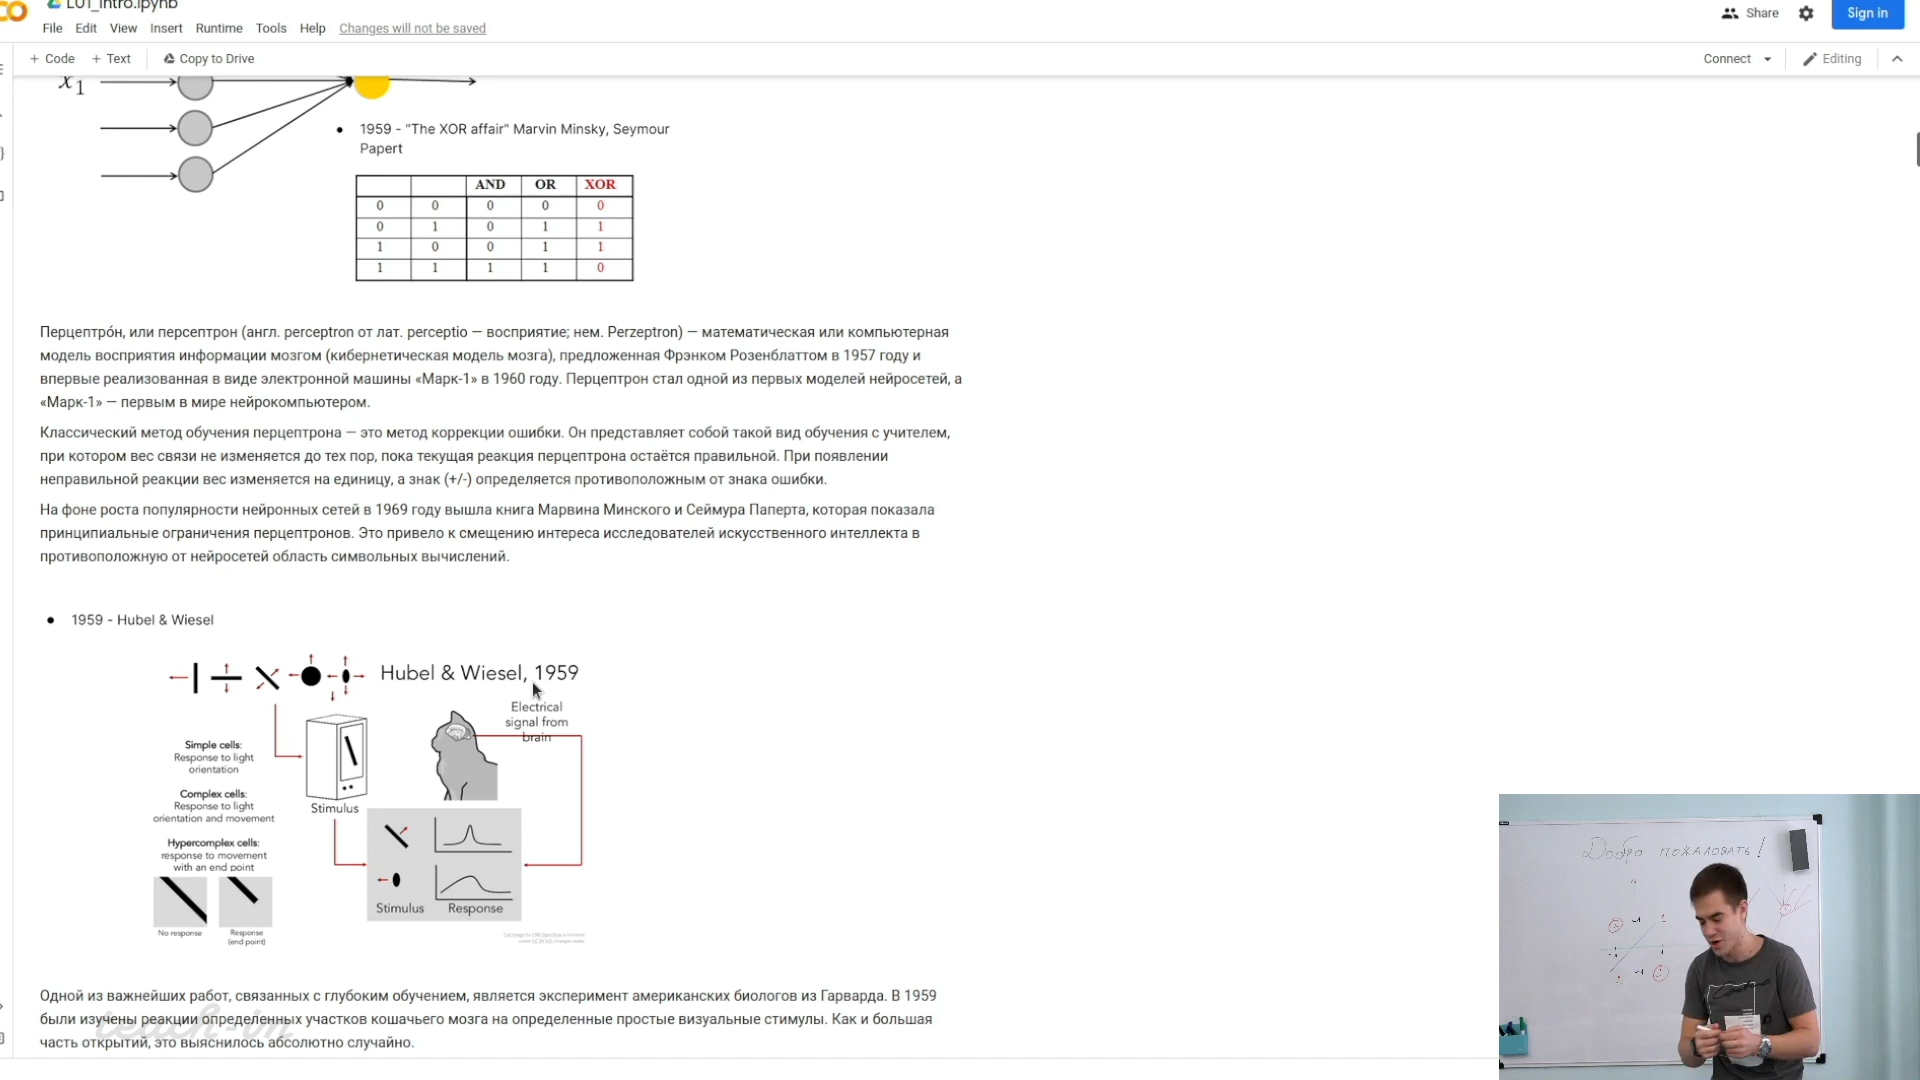 L01_Intro.ipynb
File Edit View Insert Runtime Tools Help Changes will not be saved
Share
Sign in
+ Code + Text Copy to Drive
Connect
Editing
x1
1959 - "The XOR affair" Marvin Minsky, Seymour
Papert
AND OR XOR
0 0 0 0 0
0 1 0 1 1
1 0 0 1 1
1 1 1 1 0
Перцептро́н, или персептрон (англ. perceptron от лат. perceptio — восприятие; нем. Perzeptron) — математическая или компьютерная
модель восприятия информации мозгом (кибернетическая модель мозга), предложенная Фрэнком Розенблаттом в 1957 году и
впервые реализованная в виде электронной машины «Марк-1» в 1960 году. Перцептрон стал одной из первых моделей нейросетей, а
«Марк-1» — первым в мире нейрокомпьютером.
Классический метод обучения перцептрона — это метод коррекции ошибки. Он представляет собой такой вид обучения с учителем,
при котором вес связи не изменяется до тех пор, пока текущая реакция перцептрона остаётся правильной. При появлении
неправильной реакции вес изменяется на единицу, а знак (+/-) определяется противоположным от знака ошибки.
На фоне роста популярности нейронных сетей в 1969 году вышла книга Марвина Минского и Сеймура Паперта, которая показала
принципиальные ограничения перцептронов. Это привело к смещению интереса исследователей искусственного интеллекта в
противоположную от нейросетей область символьных вычислений.
1959 - Hubel & Wiesel
Hubel & Wiesel, 1959
Electrical
signal from
brain
Simple cells:
Response to light
orientation
Complex cells:
Response to light
orientation and movement
Hypercomplex cells:
response to movement
with an end point
Stimulus
Stimulus Response
No response
Response
(end point)
Добро пожаловать!
Одной из важнейших работ, связанных с глубоким обучением, является эксперимент американских биологов из Гарварда. В 1959
были изучены реакции определенных участков кошачьего мозга на определенные простые визуальные стимулы. Как и большая
часть открытий, это выяснилось абсолютно случайно.
teach-in